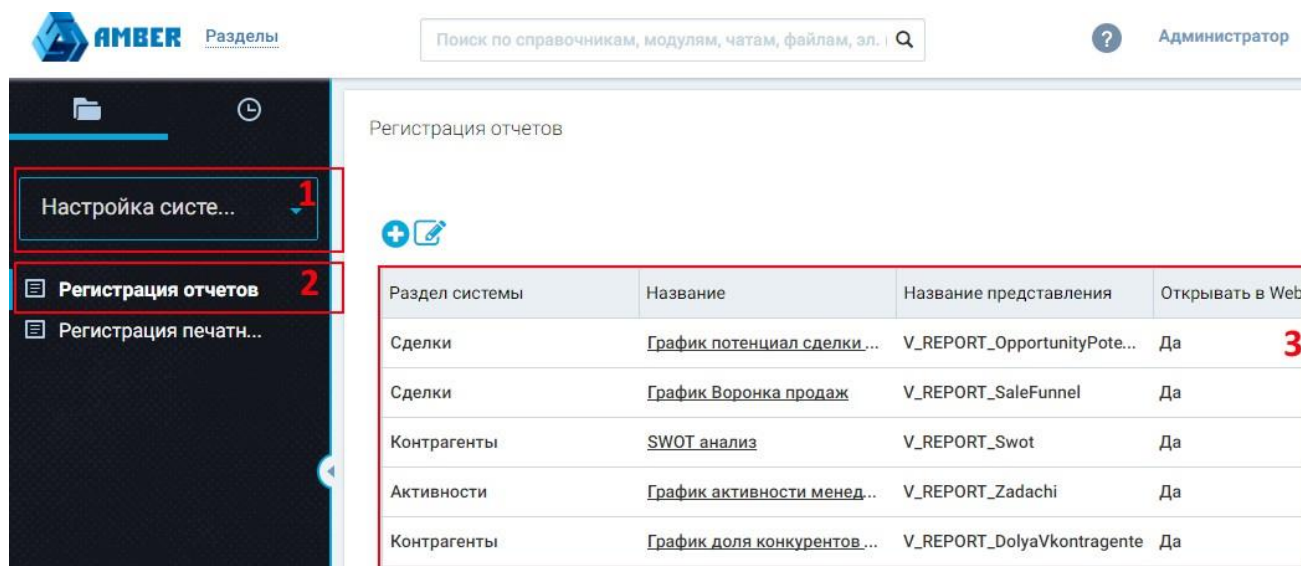 AMBER Разделы Поиск по справочникам, модулям, чатам, файлам, эл. ? Администратор
Регистрация отчетов
Настройка систе... 1
Регистрация отчетов 2
Регистрация печатн...
Раздел системы Название Название представления Открывать в Web
Сделки График потенциал сделки ... V_REPORT_OpportunityPote... Да 3
Сделки График Воронка продаж V_REPORT_SaleFunnel Да
Контрагенты SWOT анализ V_REPORT_Swot Да
Активности График активности менед... V_REPORT_Zadachi Да
Контрагенты График доля конкурентов ... V_REPORT_DolyaVkontragente Да